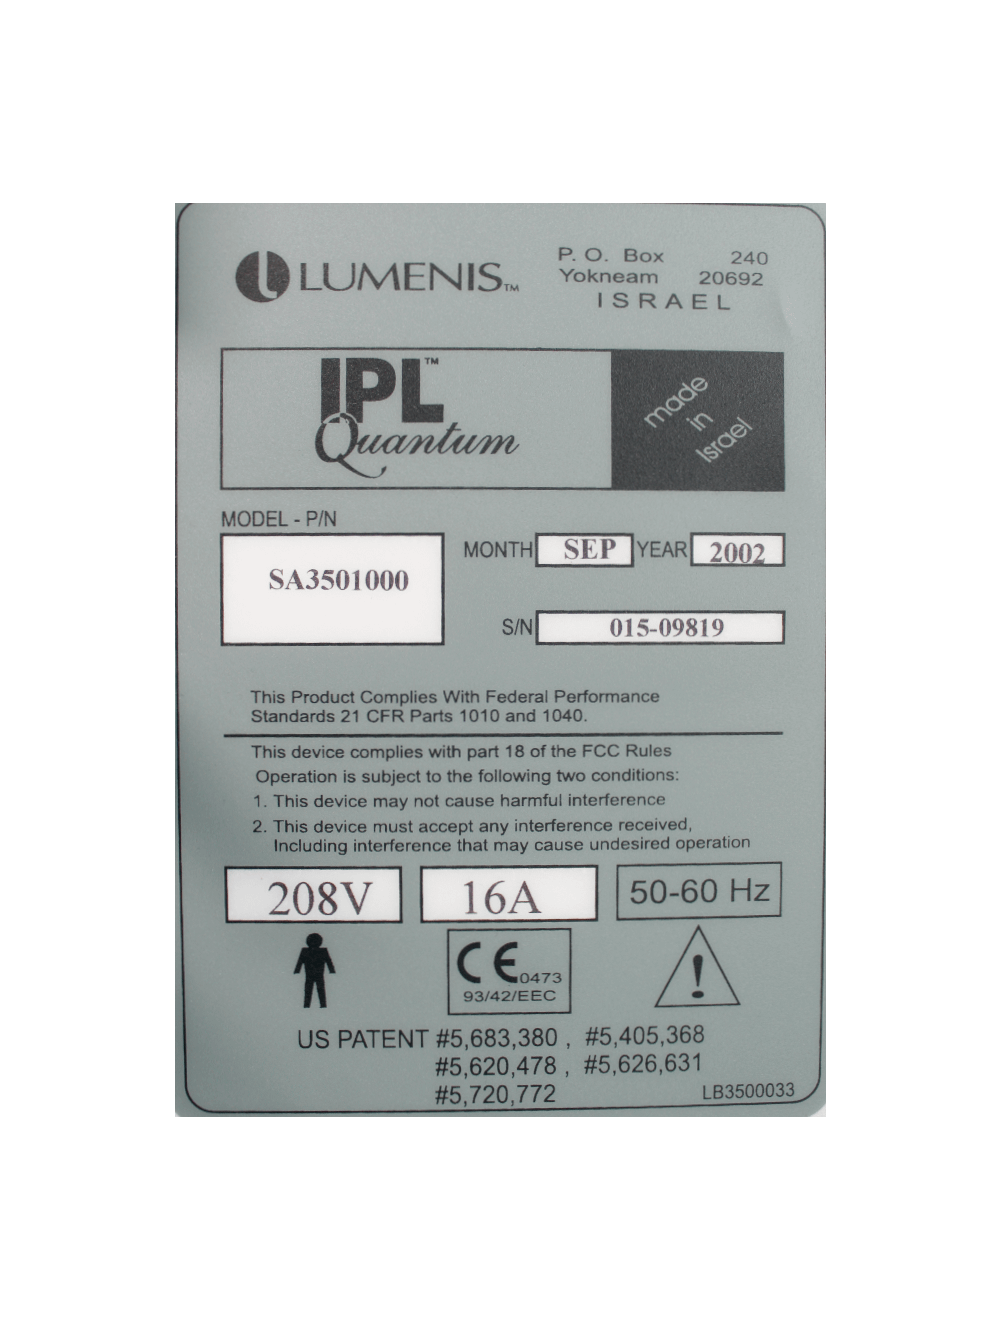 LUMENIS™
P. O. Box 240
Yokneam 20692
ISRAEL
IPL™
Quantum
made
in
Israel
MODEL - P/N
SA3501000
MONTH SEP YEAR 2002
S/N 015-09819
This Product Complies With Federal Performance
Standards 21 CFR Parts 1010 and 1040.
This device complies with part 18 of the FCC Rules
Operation is subject to the following two conditions:
1. This device may not cause harmful interference
2. This device must accept any interference received,
Including interference that may cause undesired operation
208V 16A 50-60 Hz
CE 0473
93/42/EEC
!
US PATENT #5,683,380 , #5,405,368
#5,620,478 , #5,626,631
#5,720,772
LB3500033